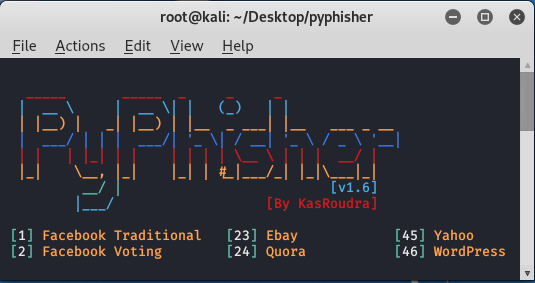 root@kali: ~/Desktop/pyphisher
File Actions Edit View Help
PyPhisher
[v1.6]
[By KasRoudra]
[1] Facebook Traditional [23] Ebay [45] Yahoo
[2] Facebook Voting [24] Quora [46] WordPress